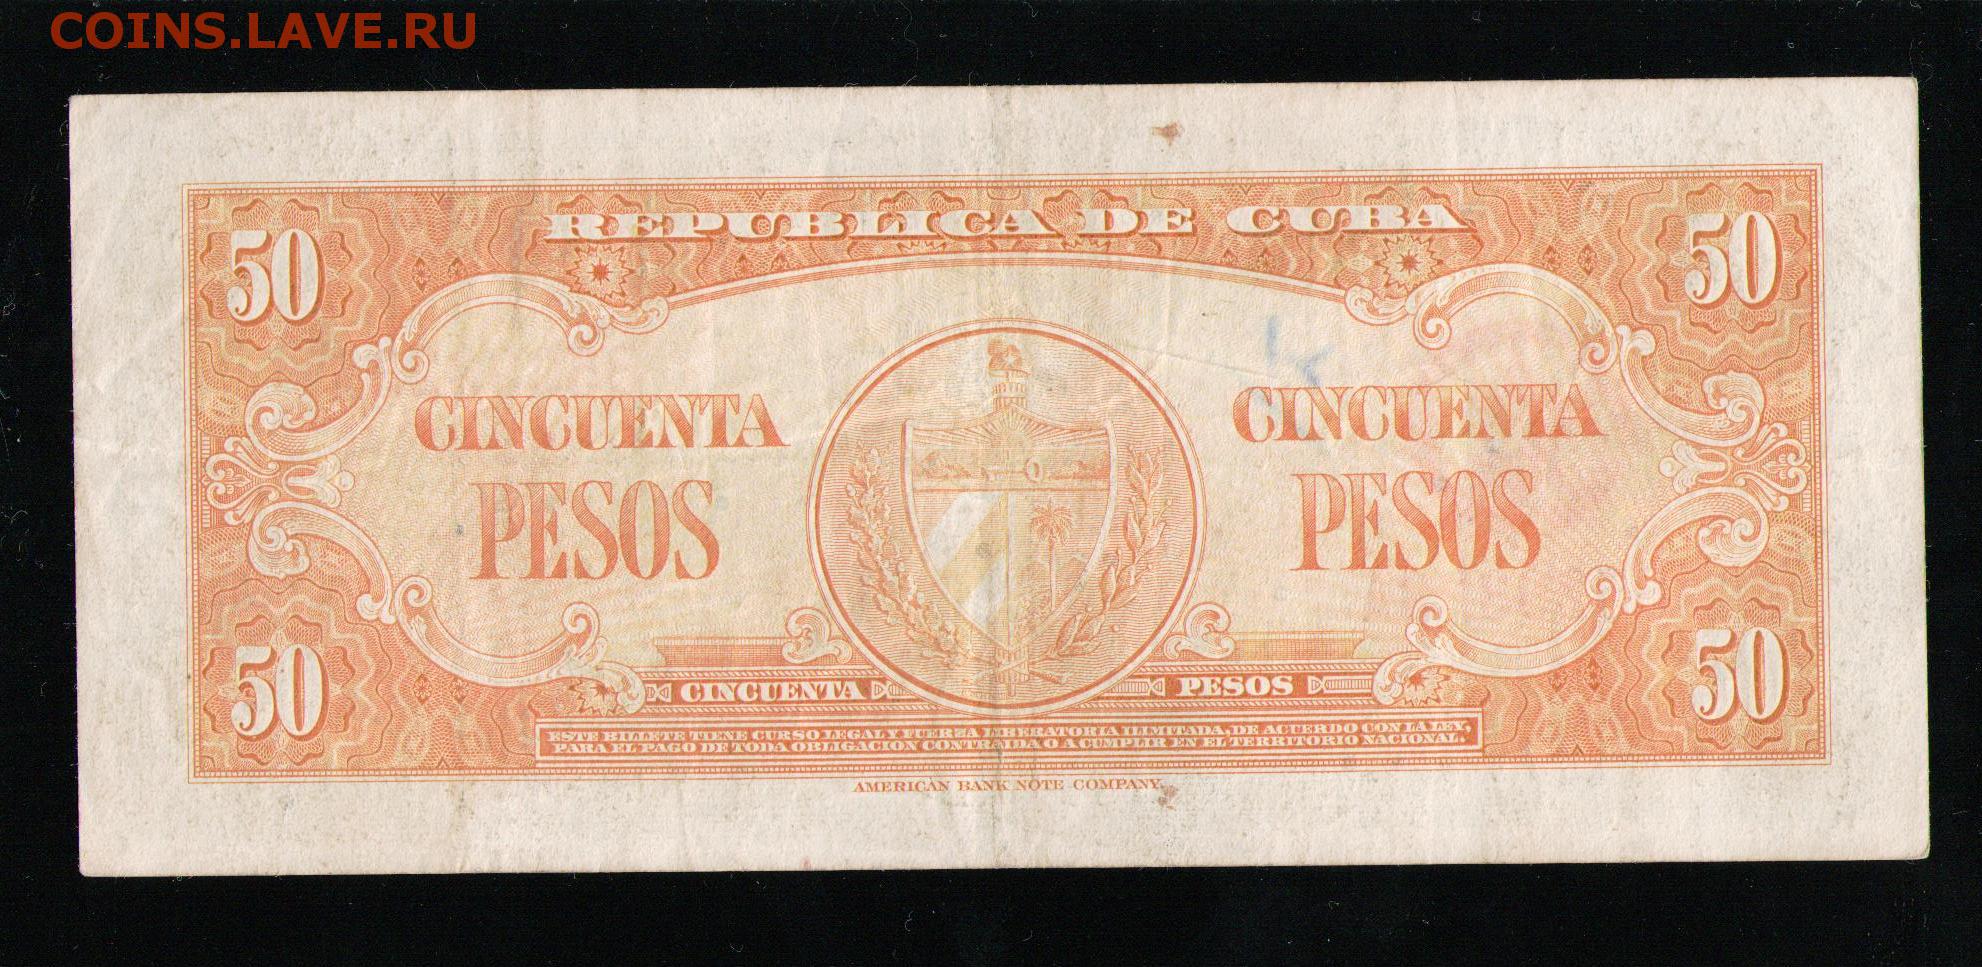 COINS.LAVE.RU
REPUBLICA DE CUBA
50 50
CINCUENTA CINCUENTA
PESOS PESOS
50 50
CINCUENTA PESOS
ESTE BILLETE TIENE CURSO LEGAL Y FUERZA LIBERATORIA ILIMITADA, DE ACUERDO CON LA LEY,
PARA EL PAGO DE TODA OBLIGACION CONTRAIDA O A CUMPLIR EN EL TERRITORIO NACIONAL.
AMERICAN BANK NOTE COMPANY.